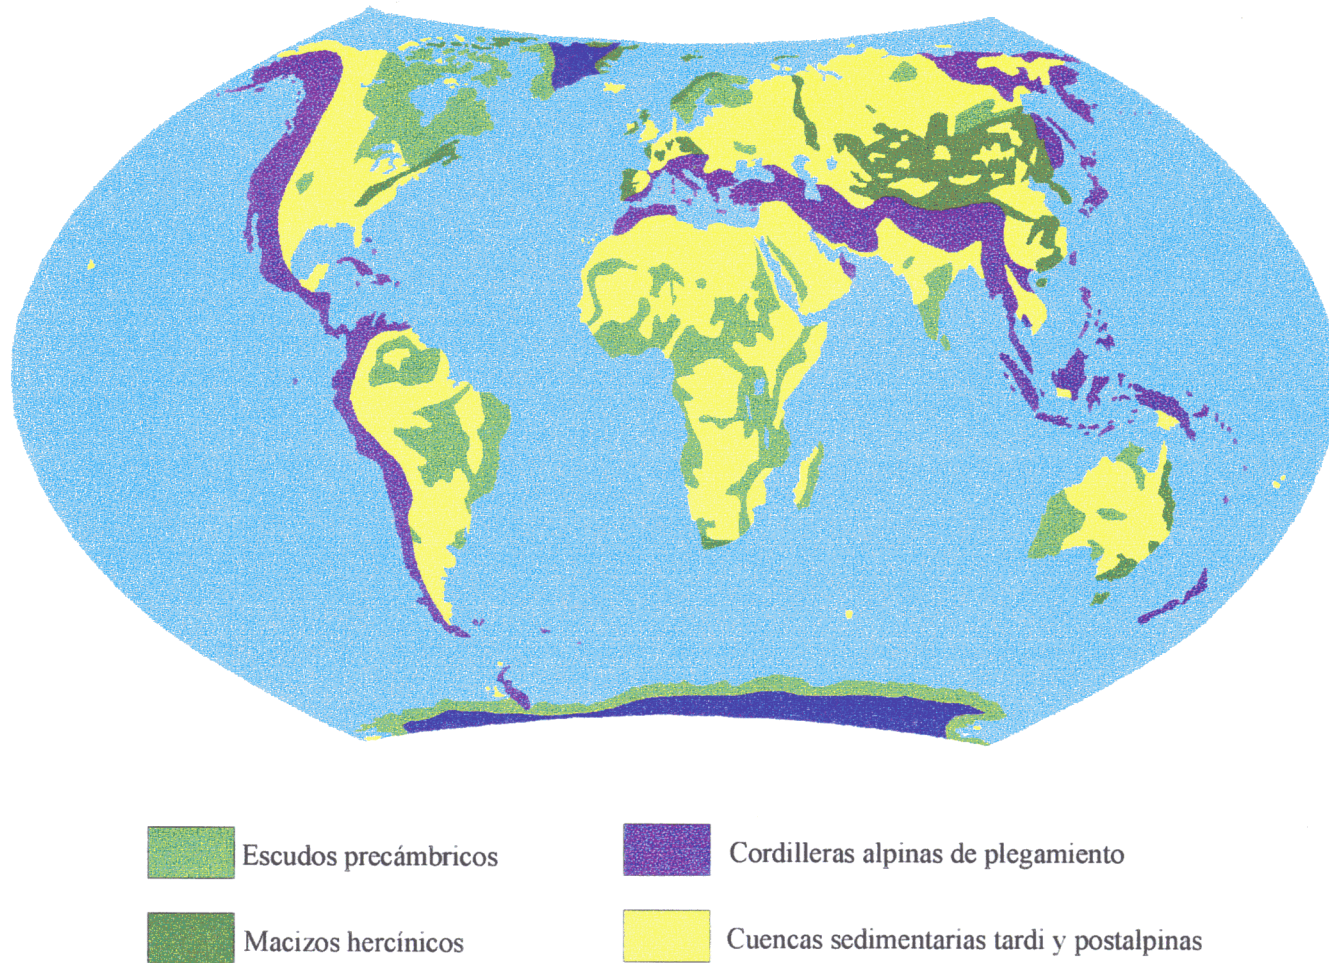 Escudos precámbricos
Cordilleras alpinas de plegamiento
Macizos hercínicos
Cuencas sedimentarias tardi y postalpinas